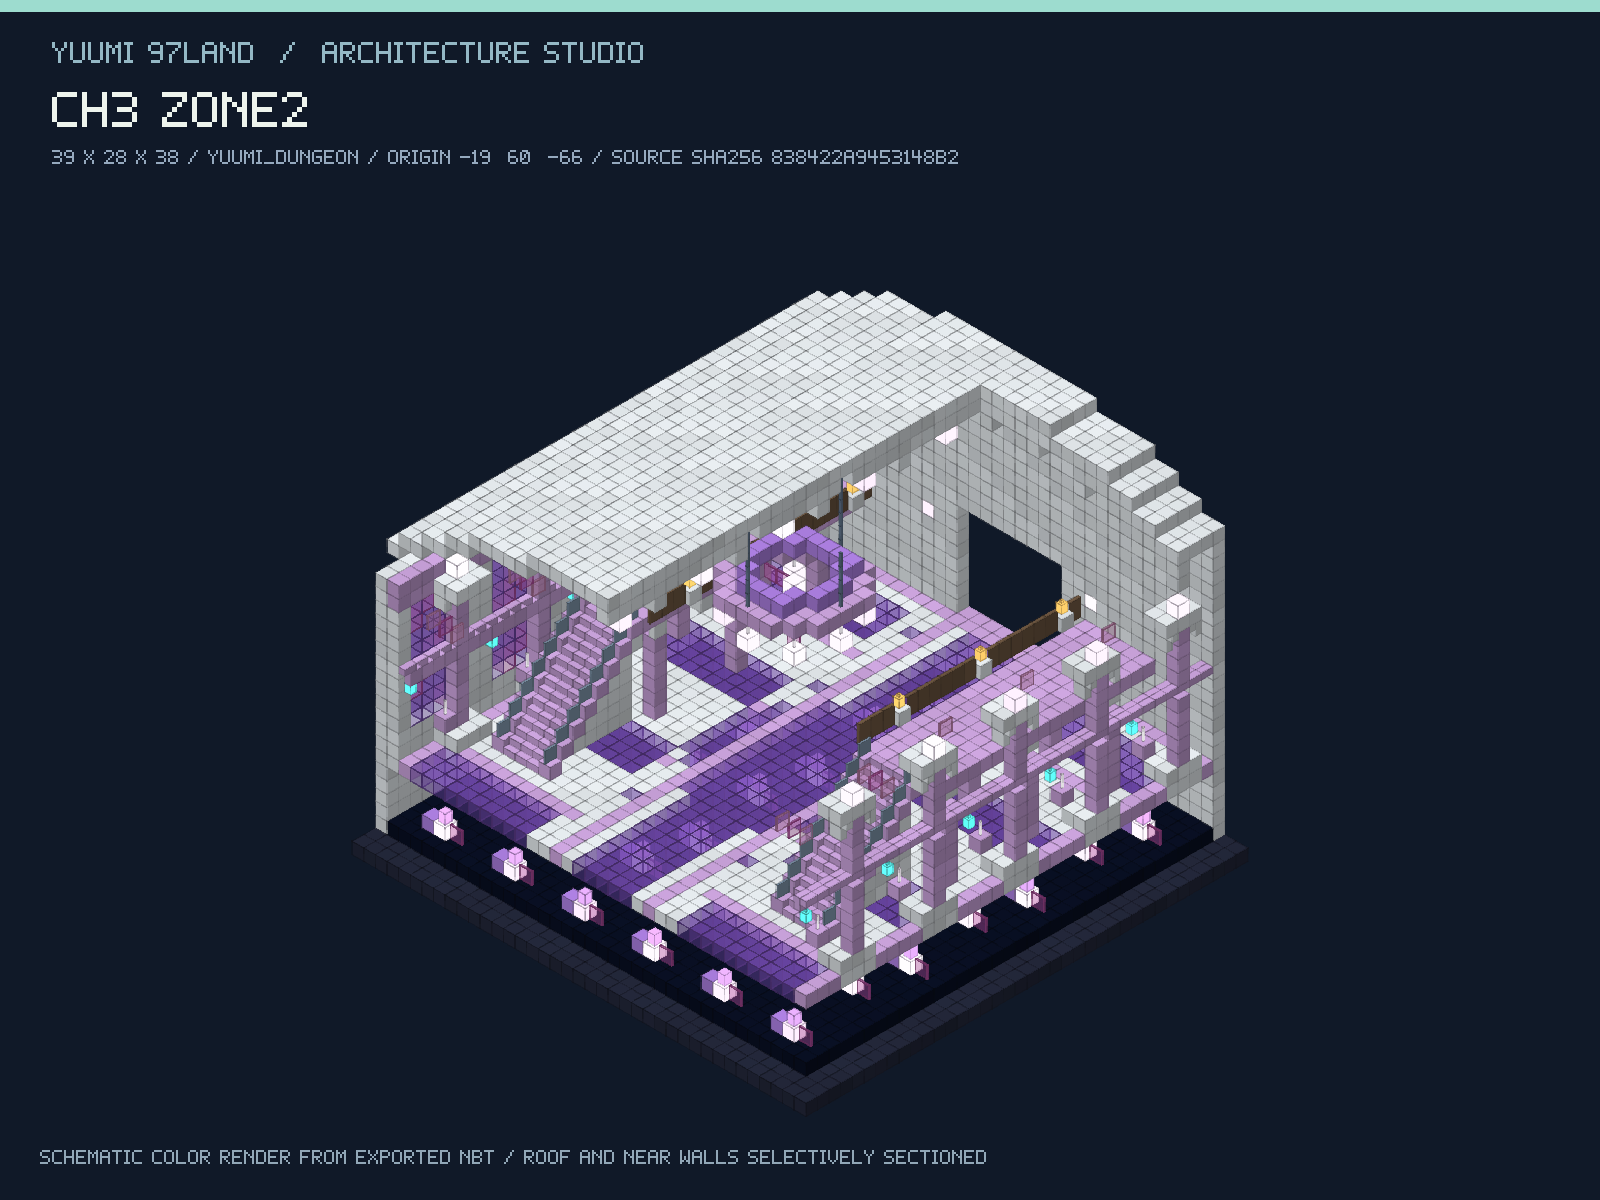 YUUMI 97LAND / ARCHITECTURE STUDIO
CH3 ZONE2
39 X 28 X 38 / YUUMI_DUNGEON / ORIGIN -19 60 -66 / SOURCE SHA256 838422A9453148B2
SCHEMATIC COLOR RENDER FROM EXPORTED NBT / ROOF AND NEAR WALLS SELECTIVELY SECTIONED